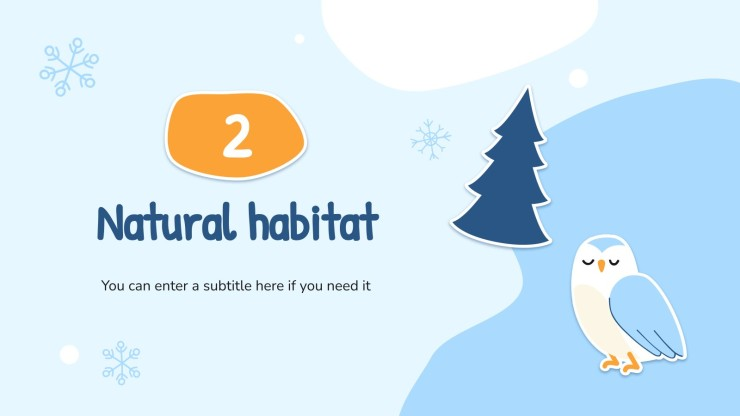 2
Natural habitat
You can enter a subtitle here if you need it